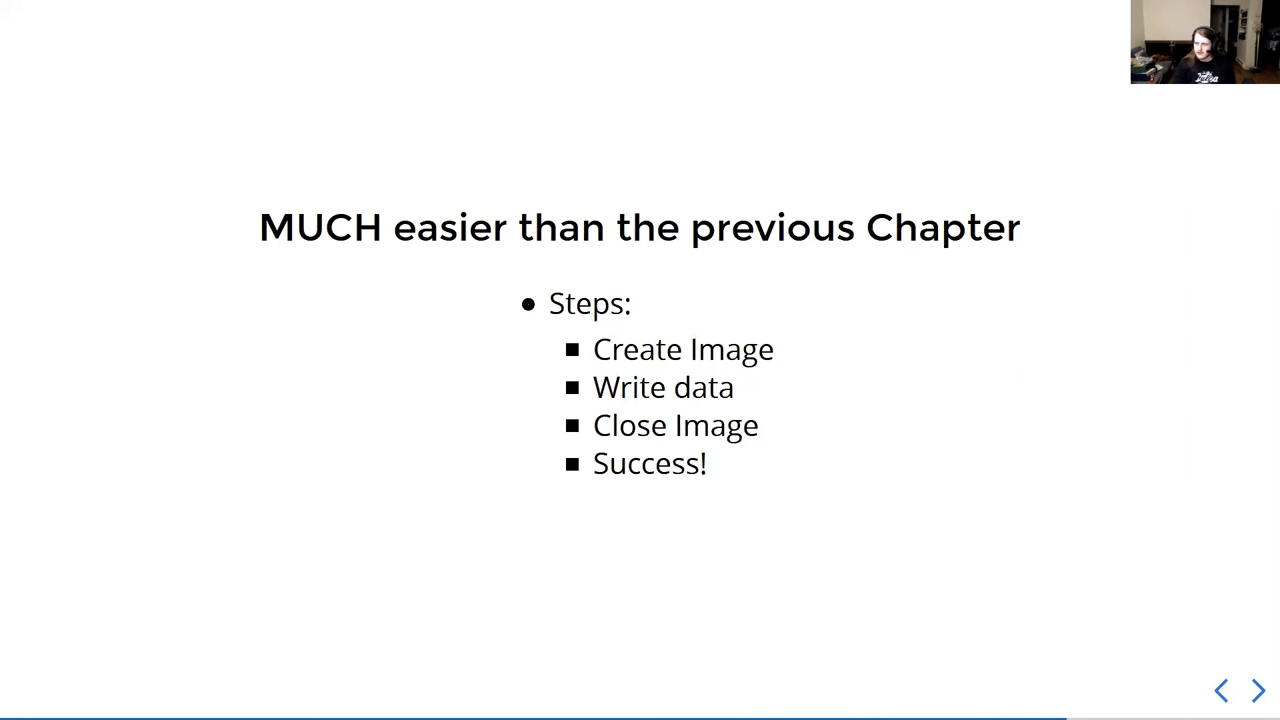 MUCH easier than the previous Chapter
Steps:
Create Image
Write data
Close Image
Success!